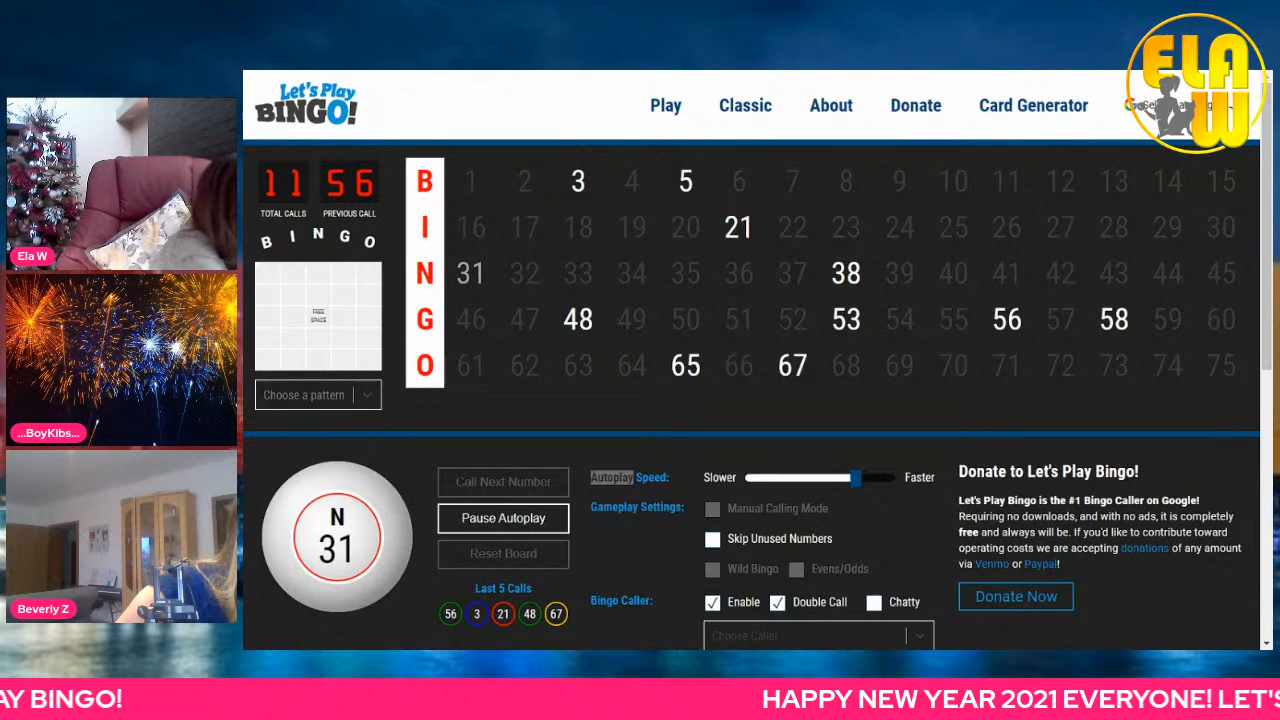 ELA
W
Let's Play
BINGO!
Play Classic About Donate Card Generator
11 56
TOTAL CALLS PREVIOUS CALL
B I N G O
FREE
SPACE
Choose a pattern
B 1 2 3 4 5 6 7 8 9 10 11 12 13 14 15
I 16 17 18 19 20 21 22 23 24 25 26 27 28 29 30
N 31 32 33 34 35 36 37 38 39 40 41 42 43 44 45
G 46 47 48 49 50 51 52 53 54 55 56 57 58 59 60
O 61 62 63 64 65 66 67 68 69 70 71 72 73 74 75
Ela W
...BoyKibs...
Beverly Z
N
31
Call Next Number
Pause Autoplay
Reset Board
Last 5 Calls
56 3 21 48 67
Autoplay Speed: Slower Faster
Gameplay Settings: Manual Calling Mode
Skip Unused Numbers
Wild Bingo Evens/Odds
Bingo Caller: Enable Double Call Chatty
Choose Caller
Donate to Let's Play Bingo!
Let's Play Bingo is the #1 Bingo Caller on Google!
Requiring no downloads, and with no ads, it is completely
free and always will be. If you'd like to contribute toward
operating costs we are accepting donations of any amount
via Venmo or Paypal!
Donate Now
AY BINGO! HAPPY NEW YEAR 2021 EVERYONE! LET'S